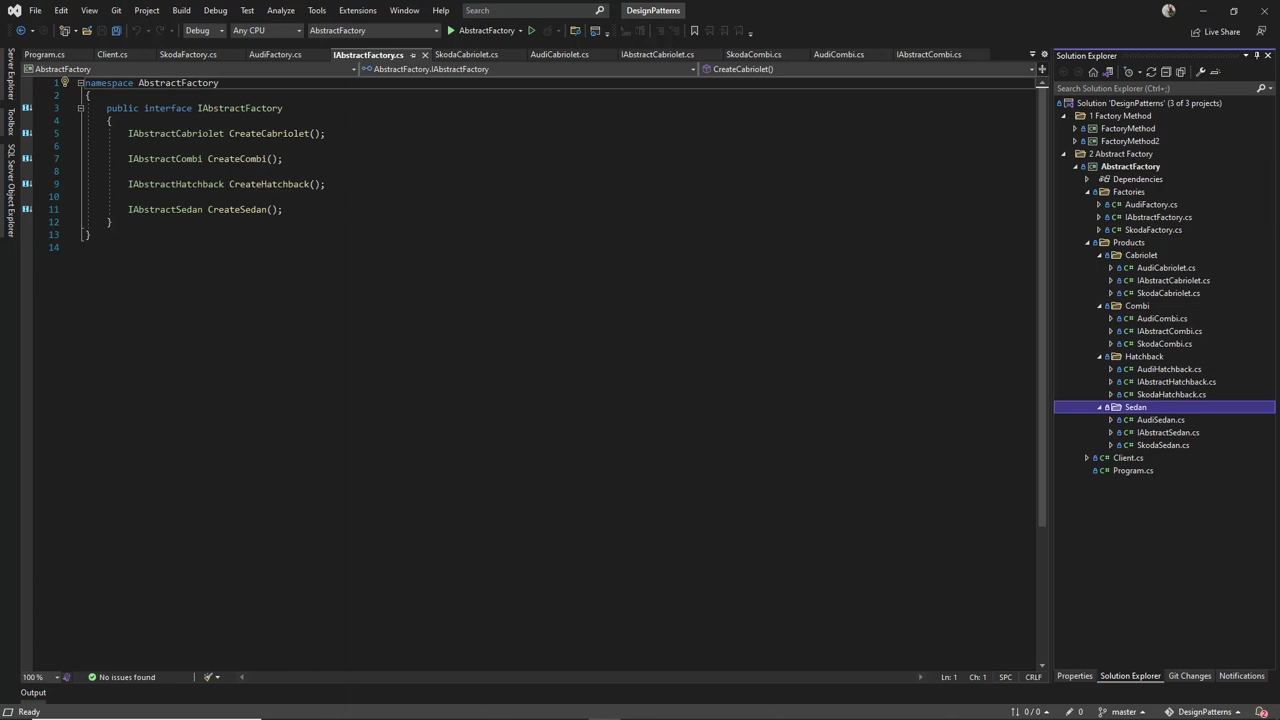 File Edit View Git Project Build Debug Test Analyze Tools Extensions Window Help Search DesignPatterns
Debug Any CPU AbstractFactory AbstractFactory Live Share
Program.cs Client.cs SkodaFactory.cs AudiFactory.cs IAbstractFactory.cs SkodaCabriolet.cs AudiCabriolet.cs IAbstractCabriolet.cs SkodaCombi.cs AudiCombi.cs IAbstractCombi.cs
AbstractFactory AbstractFactory.IAbstractFactory CreateCabriolet()
Server Explorer
Toolbox
SQL Server Object Explorer
1 namespace AbstractFactory
2 {
3 public interface IAbstractFactory
4 {
5 IAbstractCabriolet CreateCabriolet();
6
7 IAbstractCombi CreateCombi();
8
9 IAbstractHatchback CreateHatchback();
10
11 IAbstractSedan CreateSedan();
12 }
13 }
14
100 % No issues found Ln: 1 Ch: 1 SPC CRLF
Output
Solution Explorer
Search Solution Explorer (Ctrl+;)
Solution 'DesignPatterns' (3 of 3 projects)
1 Factory Method
FactoryMethod
FactoryMethod2
2 Abstract Factory
AbstractFactory
Dependencies
Factories
C# AudiFactory.cs
C# IAbstractFactory.cs
C# SkodaFactory.cs
Products
Cabriolet
C# AudiCabriolet.cs
C# IAbstractCabriolet.cs
C# SkodaCabriolet.cs
Combi
C# AudiCombi.cs
C# IAbstractCombi.cs
C# SkodaCombi.cs
Hatchback
C# AudiHatchback.cs
C# IAbstractHatchback.cs
C# SkodaHatchback.cs
Sedan
C# AudiSedan.cs
C# IAbstractSedan.cs
C# SkodaSedan.cs
C# Client.cs
C# Program.cs
Properties Solution Explorer Git Changes Notifications
Ready 0 / 0 0 master DesignPatterns 2